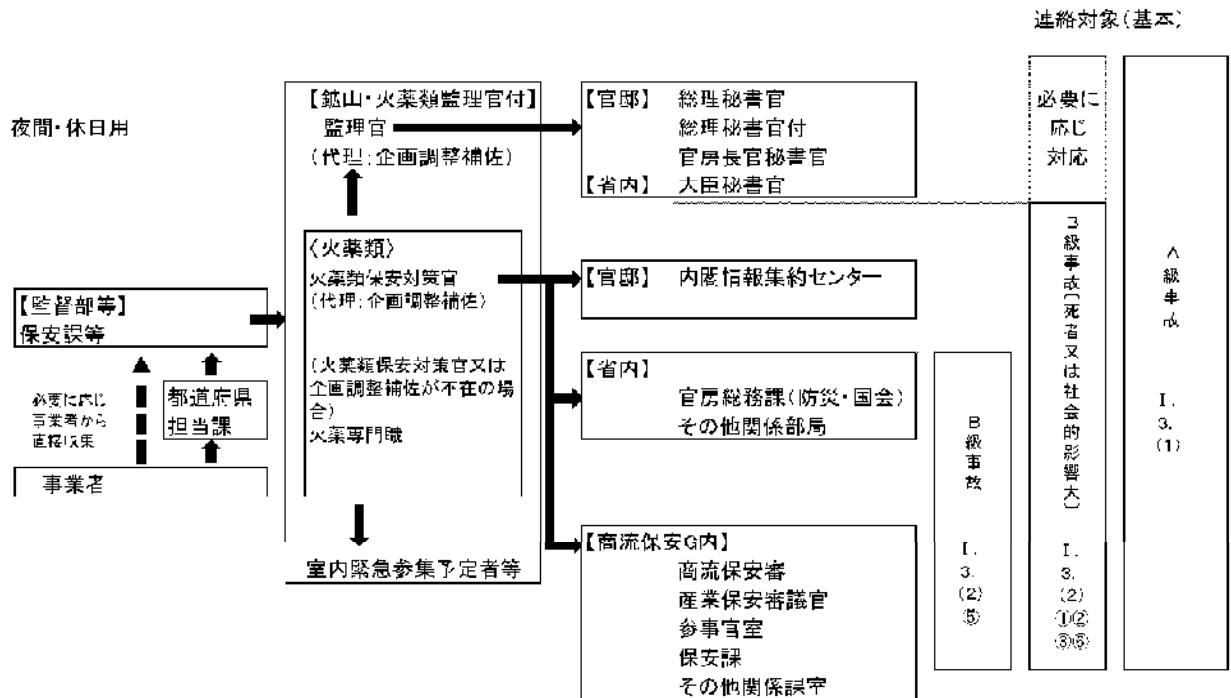 連絡対象(基本)
夜間・休日用
【監督部等】
保安誤等
必要に応じ
事業者から
直接収集
都道府県
担当課
事業者
【鉱山・火薬類監理官付】
監理官
(代理:企画調整補佐)
〈火薬類〉
火薬類保安対策官
(代理:企画調整補佐)
(火薬類保安対策官又は
企画調整補佐が不在の場
合)
火薬専門職
室内緊急参集予定者等
【官邸】 総理秘書官
総理秘書官付
官房長官秘書官
【省内】 大臣秘書官
【官邸】 内閣情報集約センター
【省内】
官房総務課(防災・国会)
その他関係部局
【商流保安G内】
商流保安審
産業保安審議官
参事官室
保安課
その他関係誤室
B級事故
I.
3.
(2)
⑤
必要に
応じ
対応
B級事故(死者又は社会的影響大)
I.
3.
(2)
①②
③⑥
A級事故
I.
3.
(1)